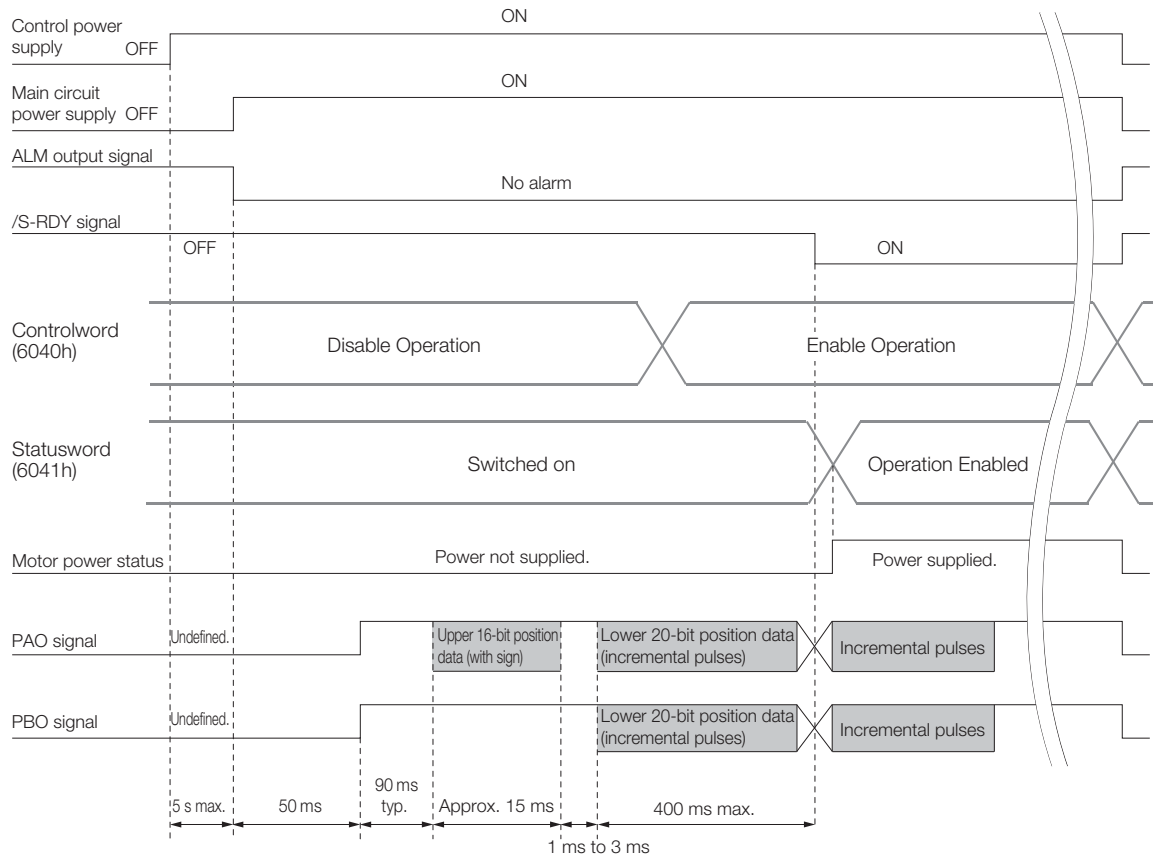 ON
Control power
supply OFF
ON
Main circuit
power supply OFF
ALM output signal
No alarm
/S-RDY signal
OFF
ON
Controlword
(6040h)
Disable Operation
Enable Operation
Statusword
(6041h)
Switched on
Operation Enabled
Motor power status
Power not supplied.
Power supplied.
PAO signal
Undefined.
Upper 16-bit position
data (with sign)
Lower 20-bit position data
(incremental pulses)
Incremental pulses
PBO signal
Undefined.
Lower 20-bit position data
(incremental pulses)
Incremental pulses
5 s max.
50 ms
90 ms
typ.
Approx. 15 ms
400 ms max.
1 ms to 3 ms